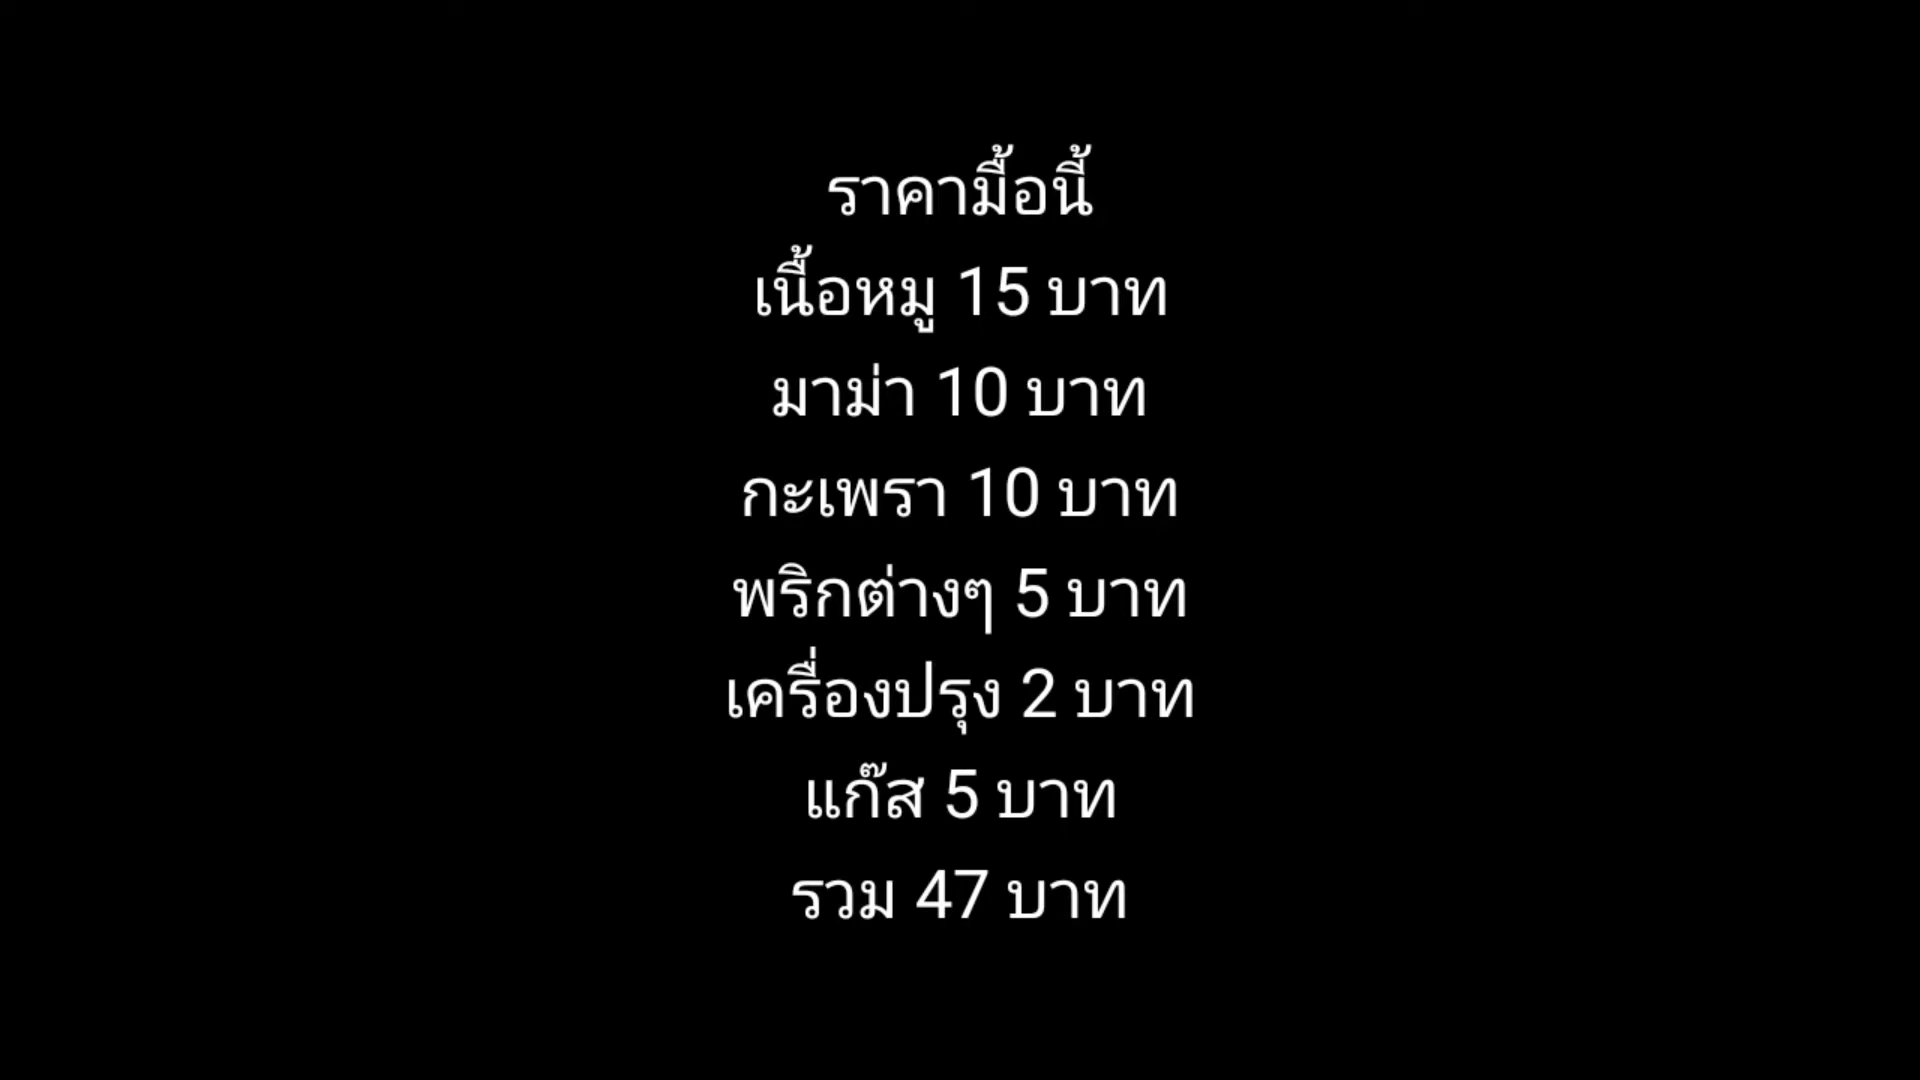 ราคามื้อนี้
เนื้อหมู 15 บาท
มาม่า 10 บาท
กะเพรา 10 บาท
พริกต่างๆ 5 บาท
เครื่องปรุง 2 บาท
แก๊ส 5 บาท
รวม 47 บาท